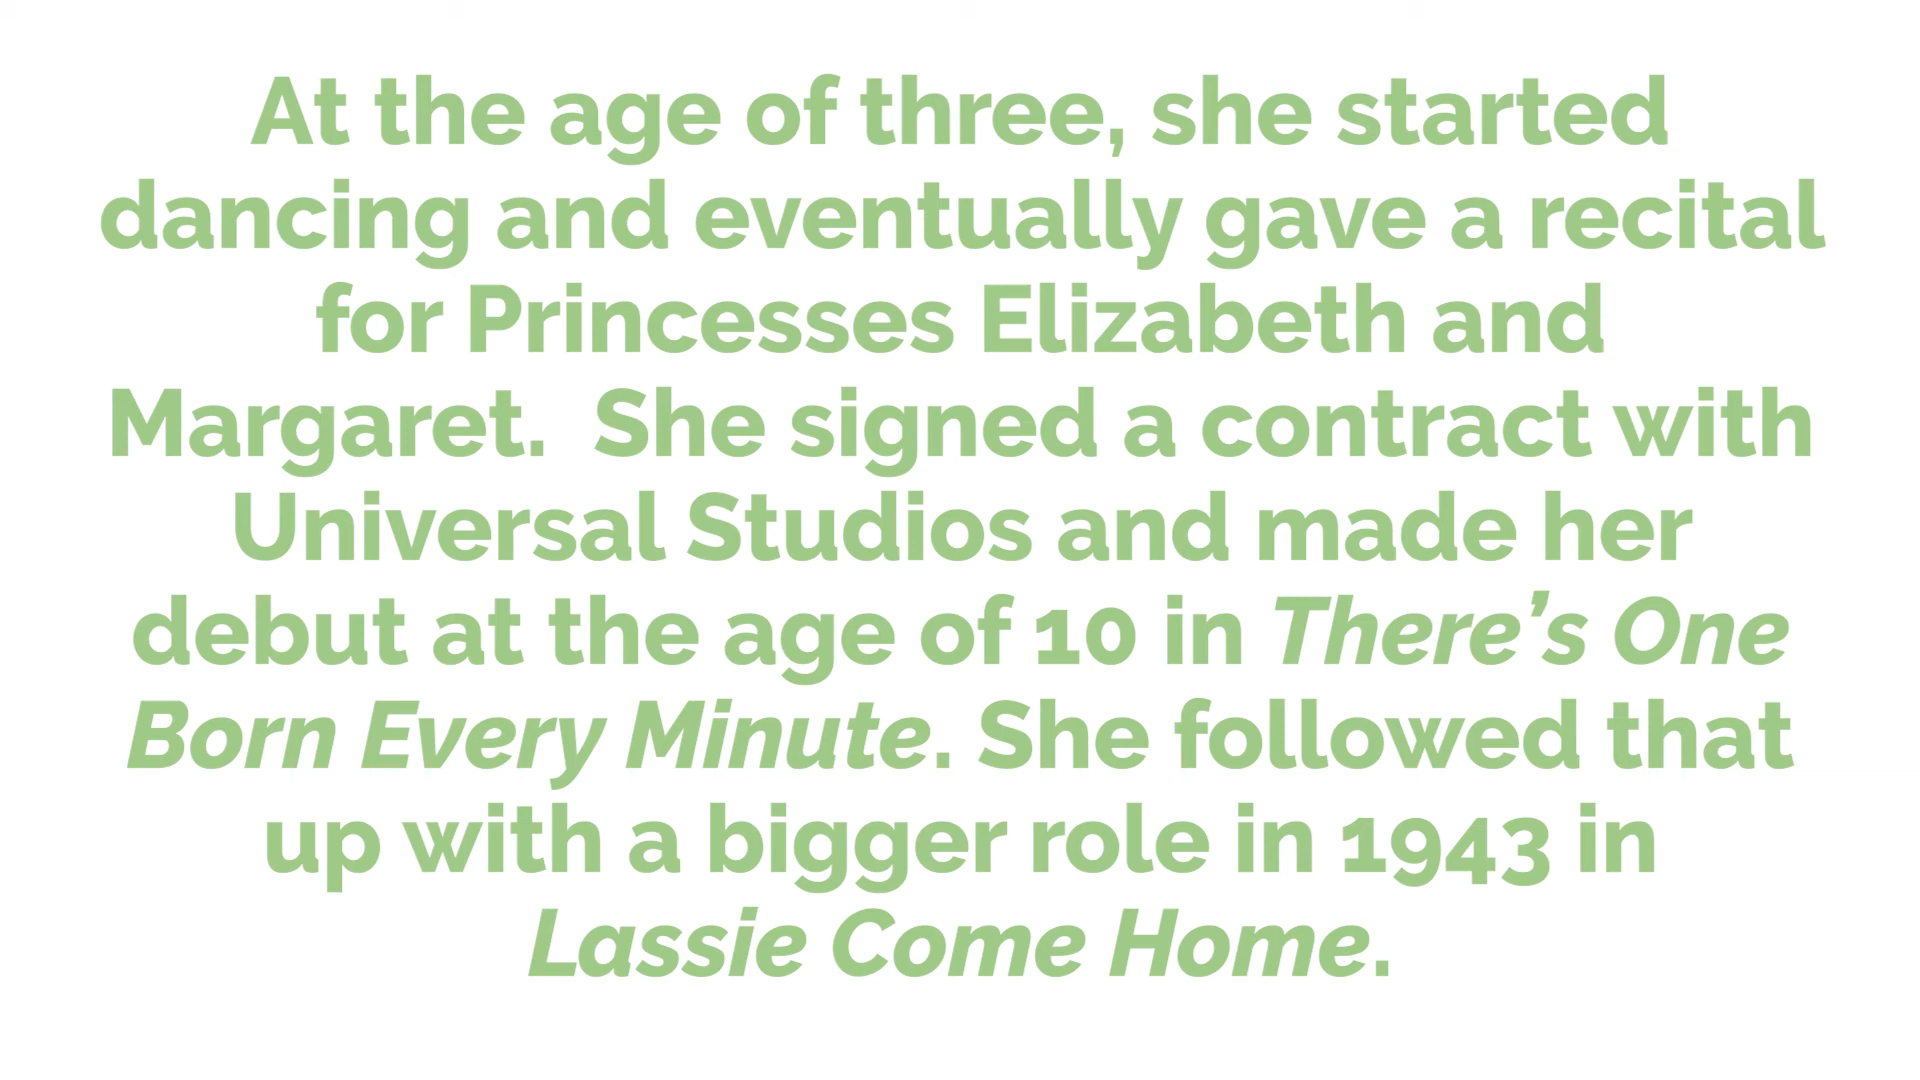 At the age of three, she started
dancing and eventually gave a recital
for Princesses Elizabeth and
Margaret.  She signed a contract with
Universal Studios and made her
debut at the age of 10 in There’s One
Born Every Minute. She followed that
up with a bigger role in 1943 in
Lassie Come Home.